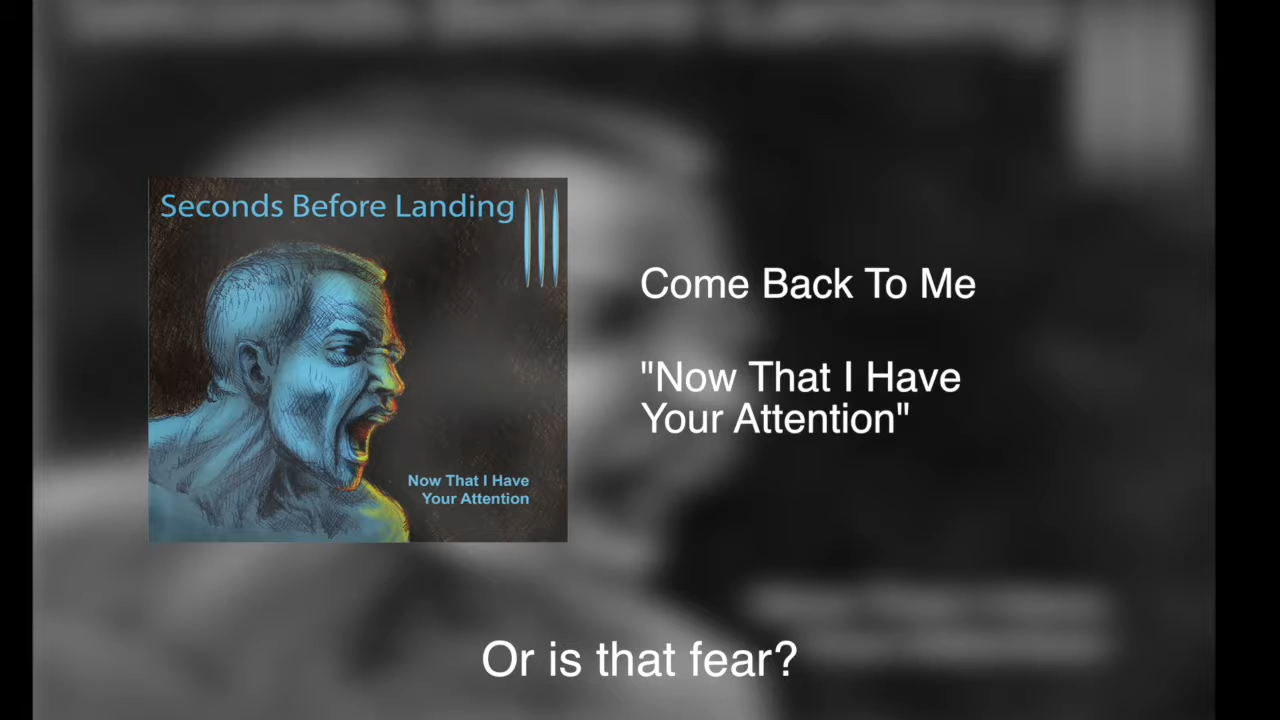 Seconds Before Landing
Now That I Have
Your Attention
Come Back To Me
"Now That I Have
Your Attention"
Or is that fear?